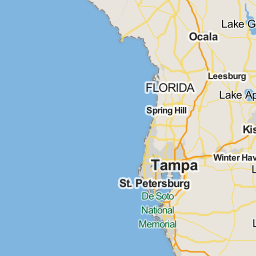 Lake G
Ocala
Leesburg
FLORIDA
Lake Ap
Spring Hill
Kis
Winter Hav
Tampa
St. Petersburg
L
De Soto
National
Memorial